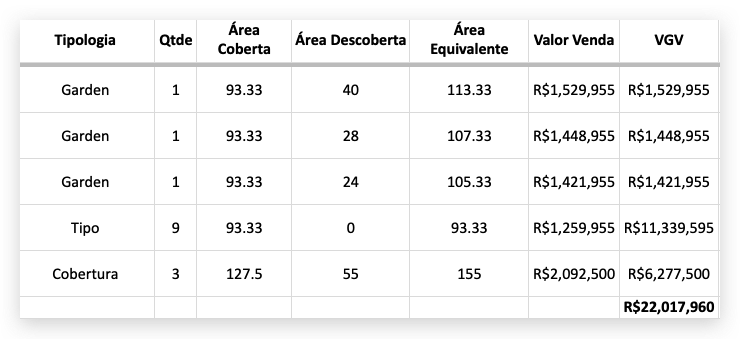 Tipologia Qtde Área Coberta Área Descoberta Área Equivalente Valor Venda VGV
Garden 1 93.33 40 113.33 R$1,529,955 R$1,529,955
Garden 1 93.33 28 107.33 R$1,448,955 R$1,448,955
Garden 1 93.33 24 105.33 R$1,421,955 R$1,421,955
Tipo 9 93.33 0 93.33 R$1,259,955 R$11,339,595
Cobertura 3 127.5 55 155 R$2,092,500 R$6,277,500
R$22,017,960